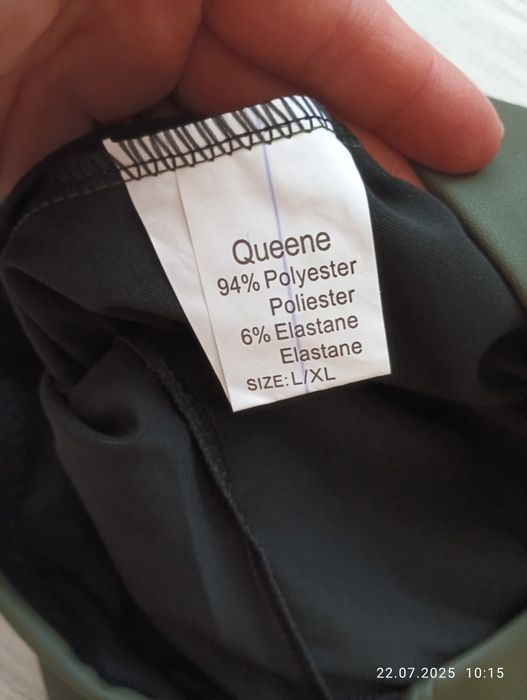 Queene
94% Polyester
Poliester
6% Elastane
Elastane
SIZE: L/XL
22.07.2025 10:15